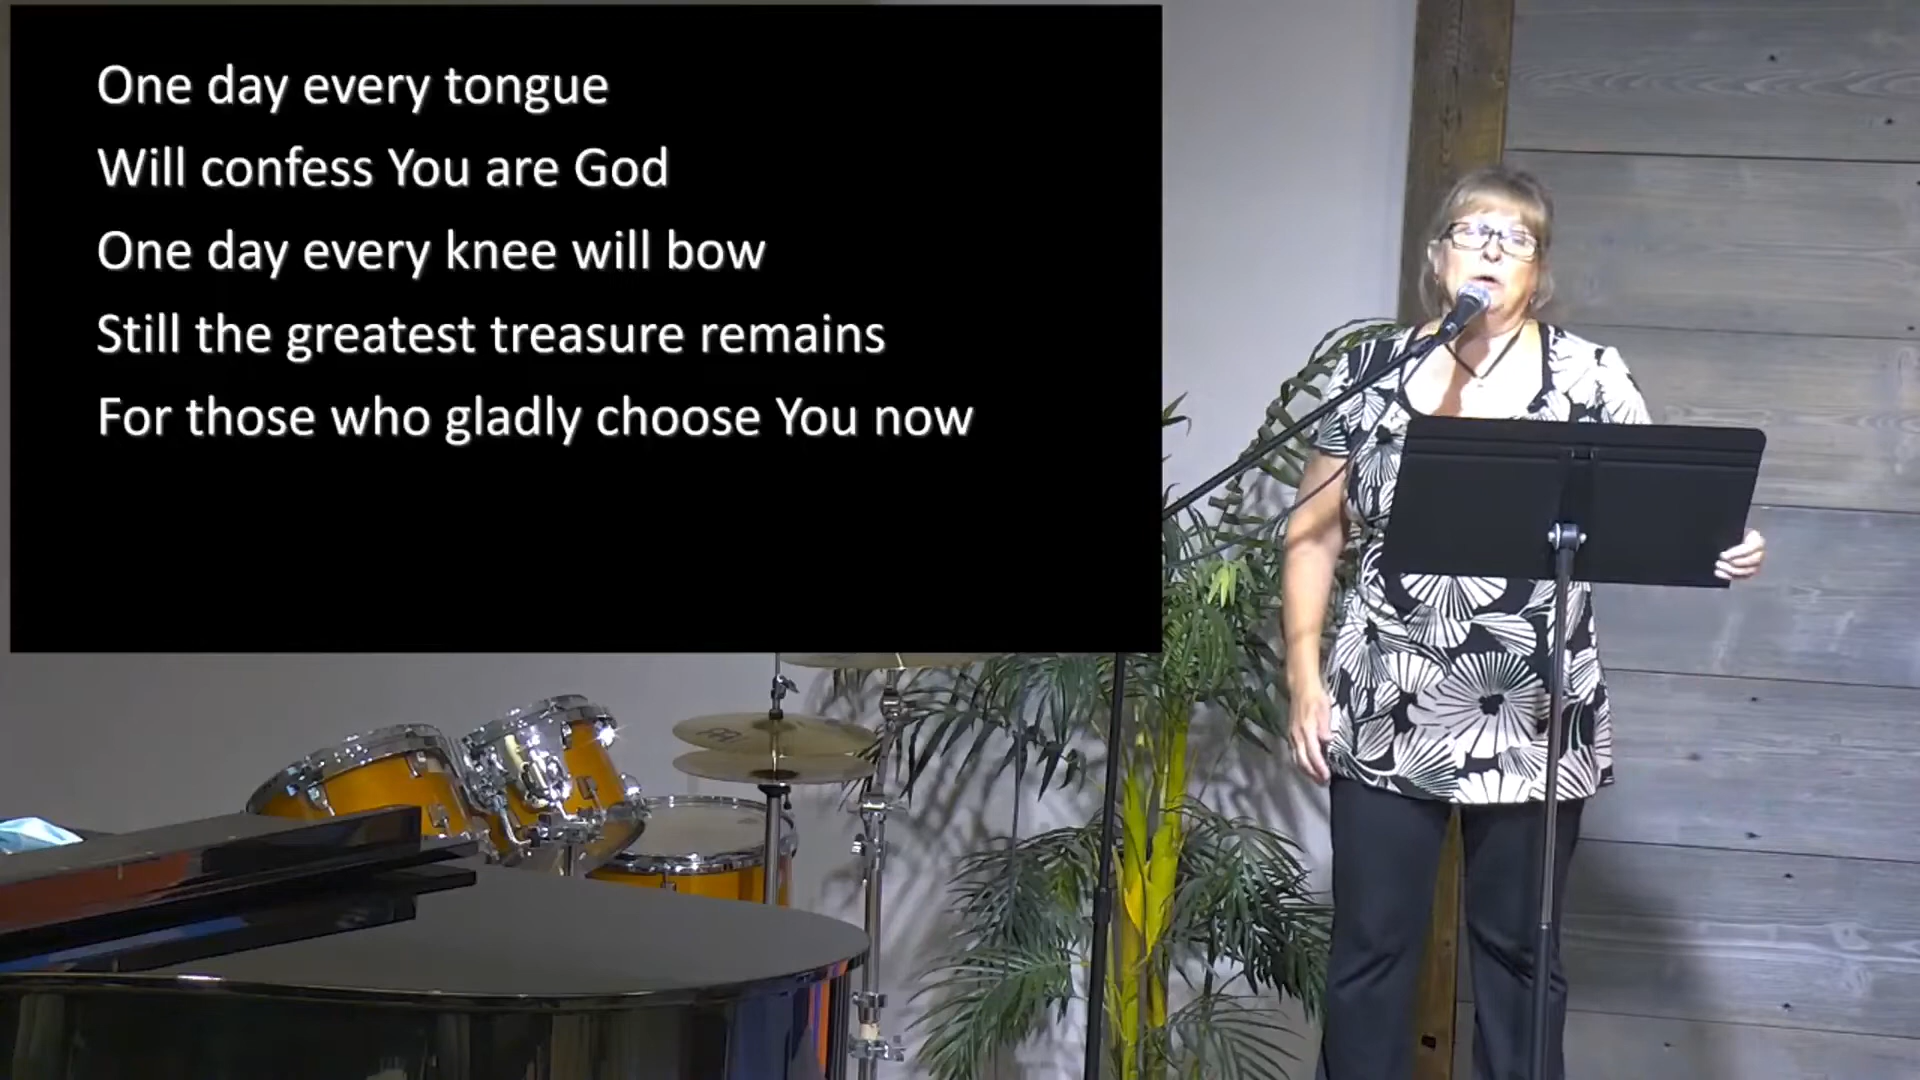 One day every tongue
Will confess You are God
One day every knee will bow
Still the greatest treasure remains
For those who gladly choose You now